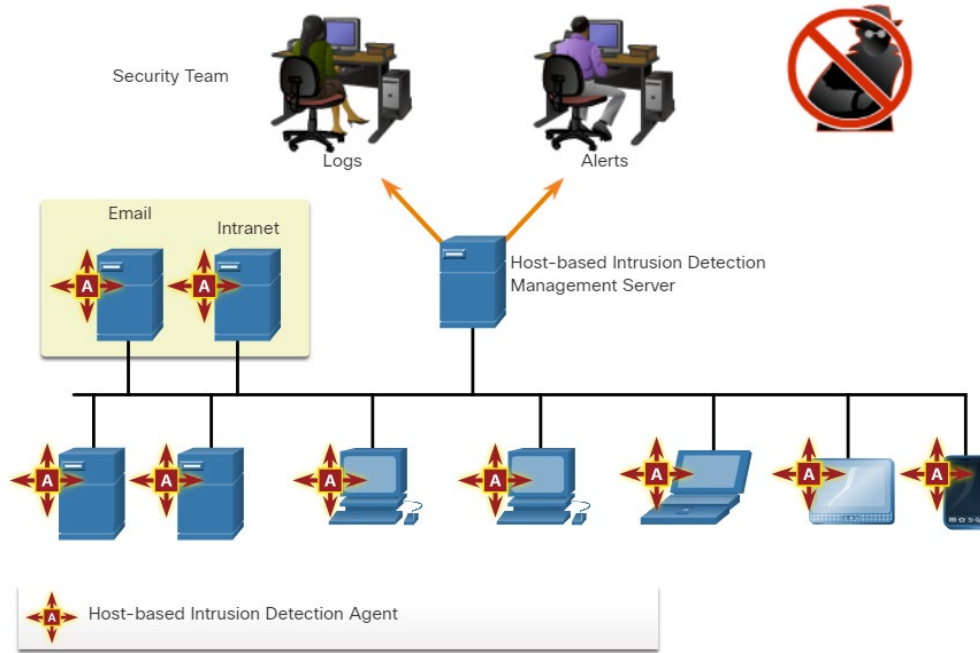 Security Team
Logs
Alerts
Email
Intranet
Host-based Intrusion Detection
Management Server
A
A
A
A
A
A
A
A
A
A
Host-based Intrusion Detection Agent